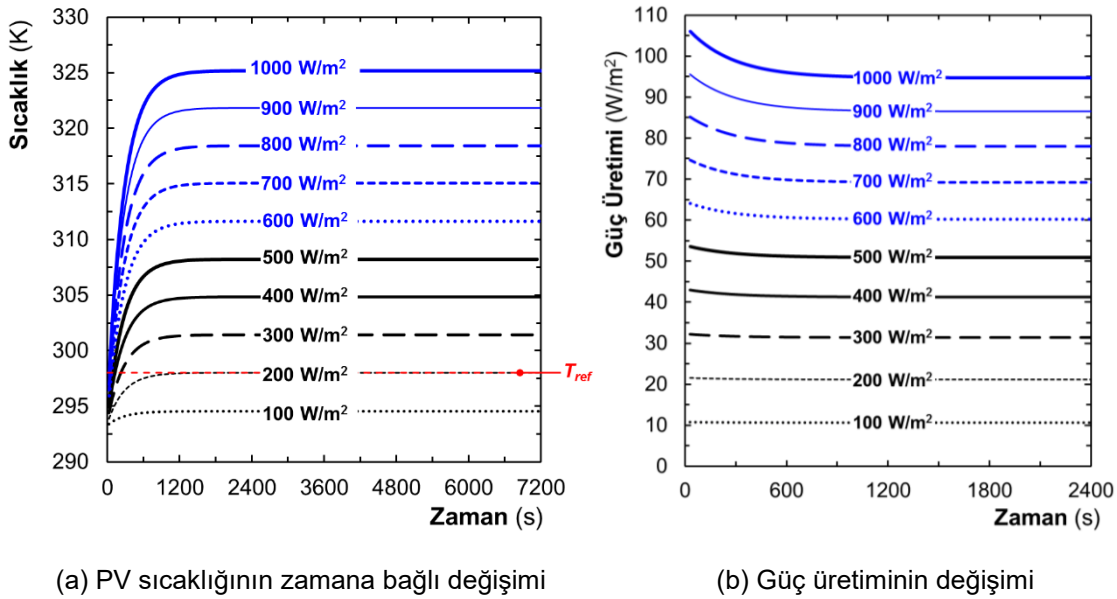 Sıcaklık (K)
330
325
320
315
310
305
300
295
290
1000 W/m²
900 W/m²
800 W/m²
700 W/m²
600 W/m²
500 W/m²
400 W/m²
300 W/m²
200 W/m²
100 W/m²
T_ref
0 1200 2400 3600 4800 6000 7200
Zaman (s)
(a) PV sıcaklığının zamana bağlı değişimi
Güç Üretimi (W/m²)
110
100
90
80
70
60
50
40
30
20
10
0
1000 W/m²
900 W/m²
800 W/m²
700 W/m²
600 W/m²
500 W/m²
400 W/m²
300 W/m²
200 W/m²
100 W/m²
0 600 1200 1800 2400
Zaman (s)
(b) Güç üretiminin değişimi